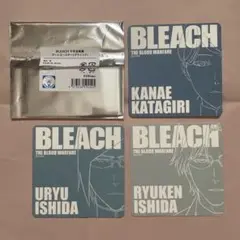 BLEACH
THE BLOOD WARFARE
KANAE
KATAGIRI
BLEACH
THE BLOOD WARFARE
URYU
ISHIDA
BLEACH
THE BLOOD WARFARE
RYUKEN
ISHIDA